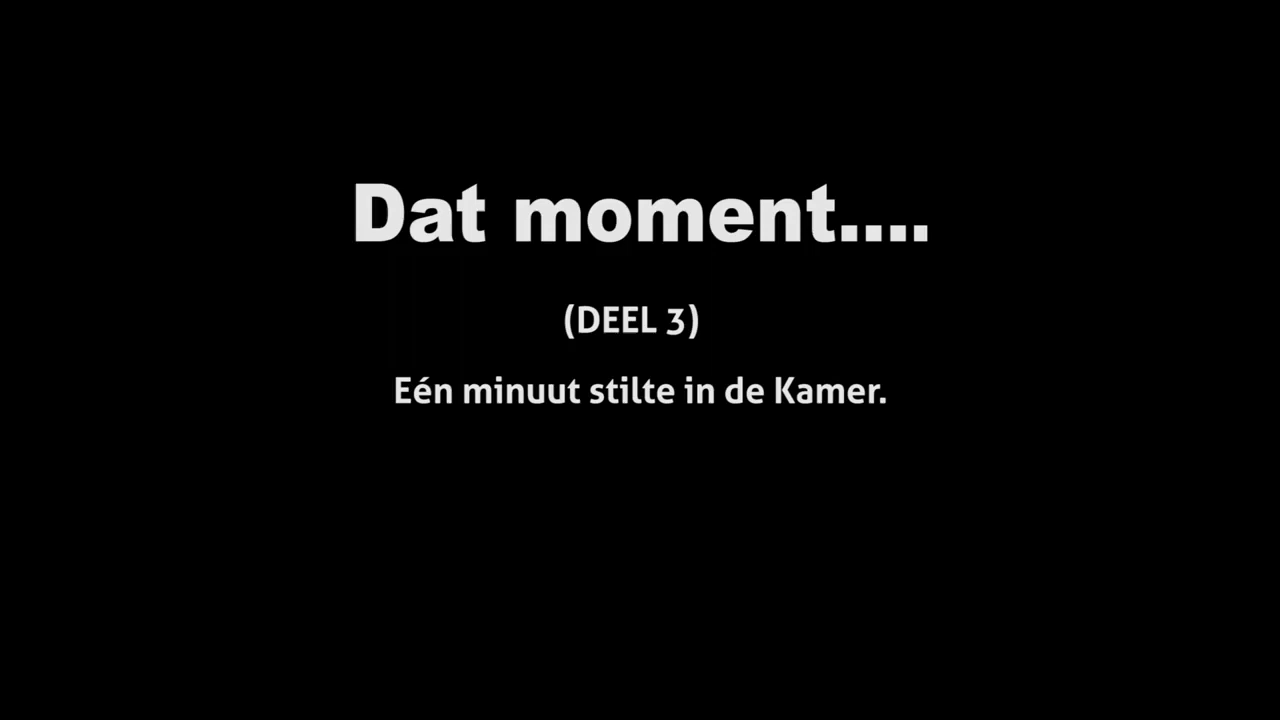 Dat moment....
(DEEL 3)
Eén minuut stilte in de Kamer.